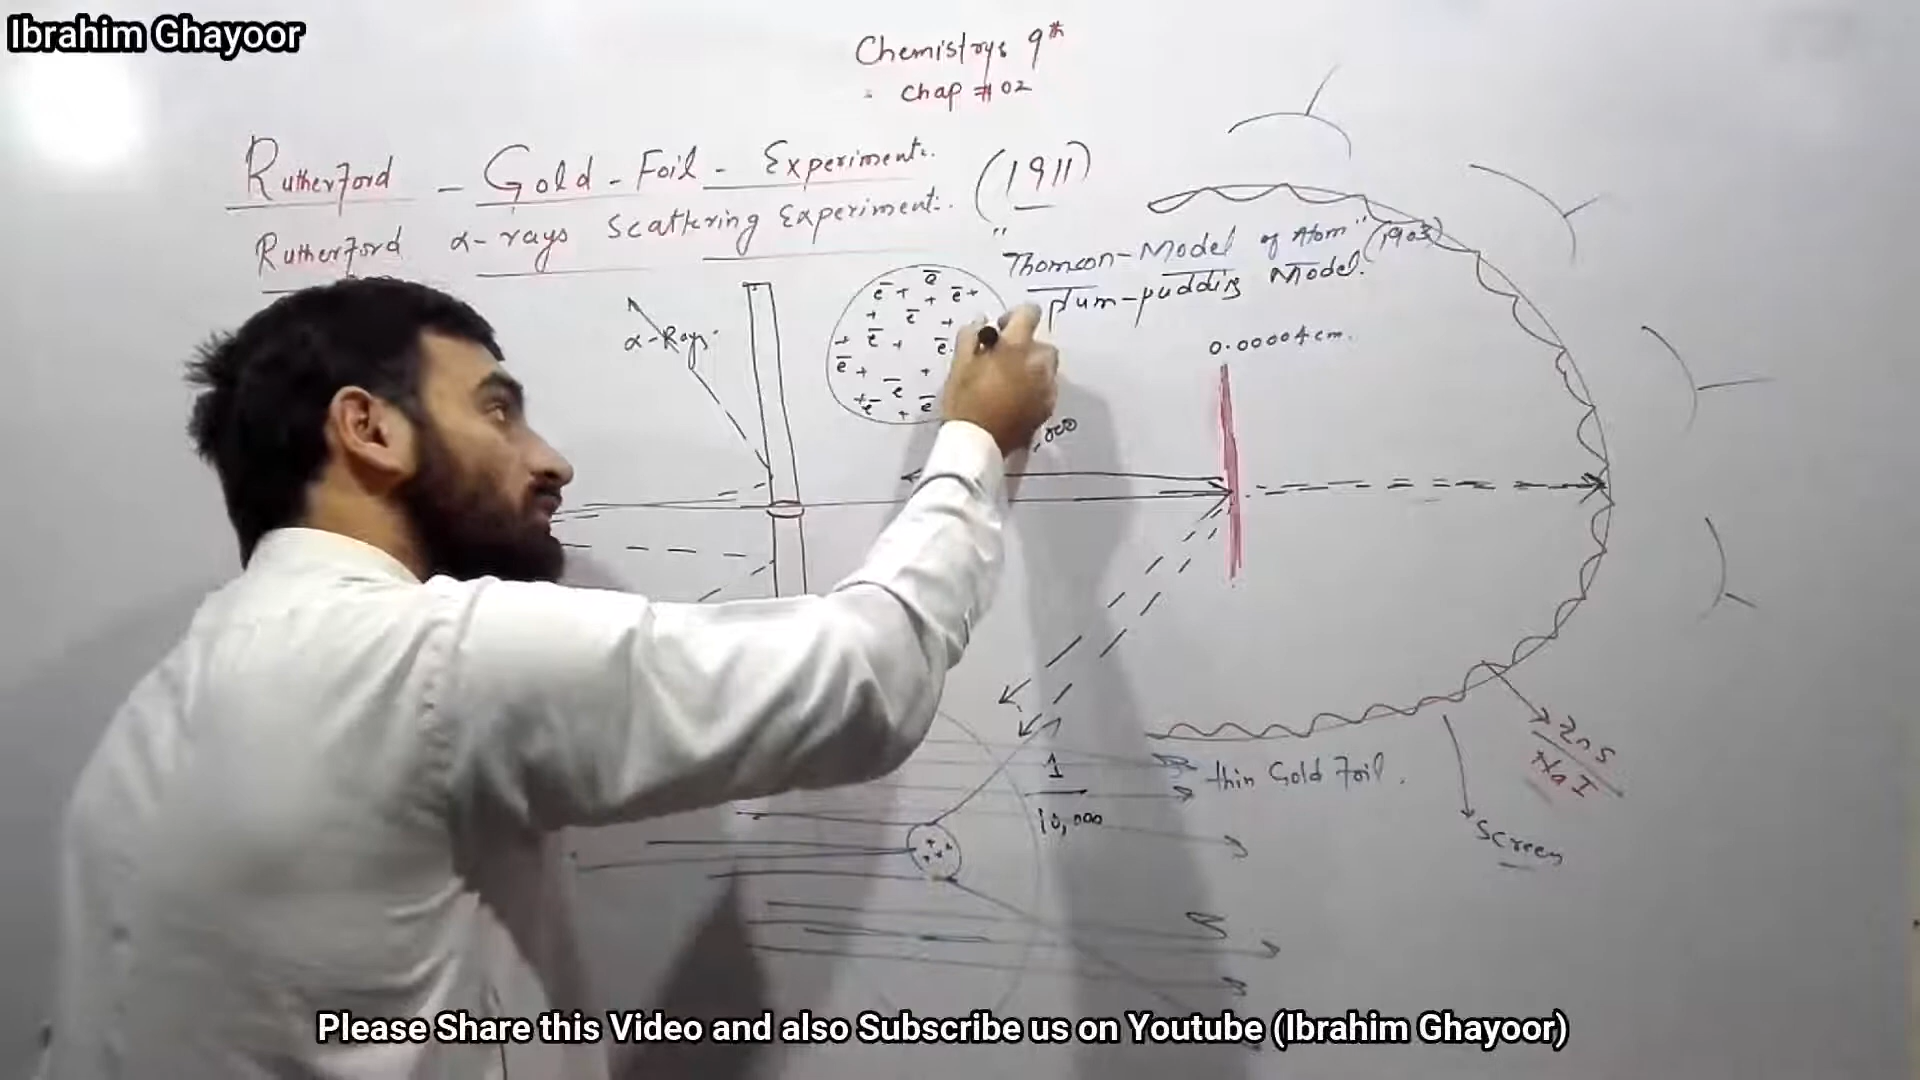 Ibrahim Ghayoor
Chemistry 9th
Chap # 02
Rutherford - Gold - Foil - Experiment:.
(1911)
Rutherford α-rays Scattering Experiment:.
"Thomson-Model of Atom" (1903)
plum-pudding Model.
α-Rays
0.00004cm.
ē + ē + ē +
+ ē +
+ ē + ē
ē + ē +
+ ē + ē
ZnS
NaI
1
10,000
thin Gold Foil.
Screen
Please Share this Video and also Subscribe us on Youtube (Ibrahim Ghayoor)